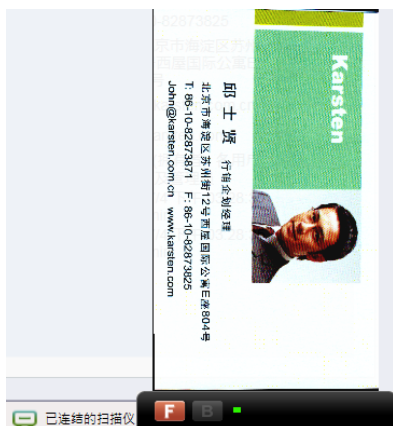 Karsten
邱士贤 行销企划经理
北京市海淀区苏州街12号西屋国际公寓E座804号
T: 86-10-82873871 F: 86-10-82873825
John@karsten.com.cn www.karsten.com
已连结的扫描仪
F B